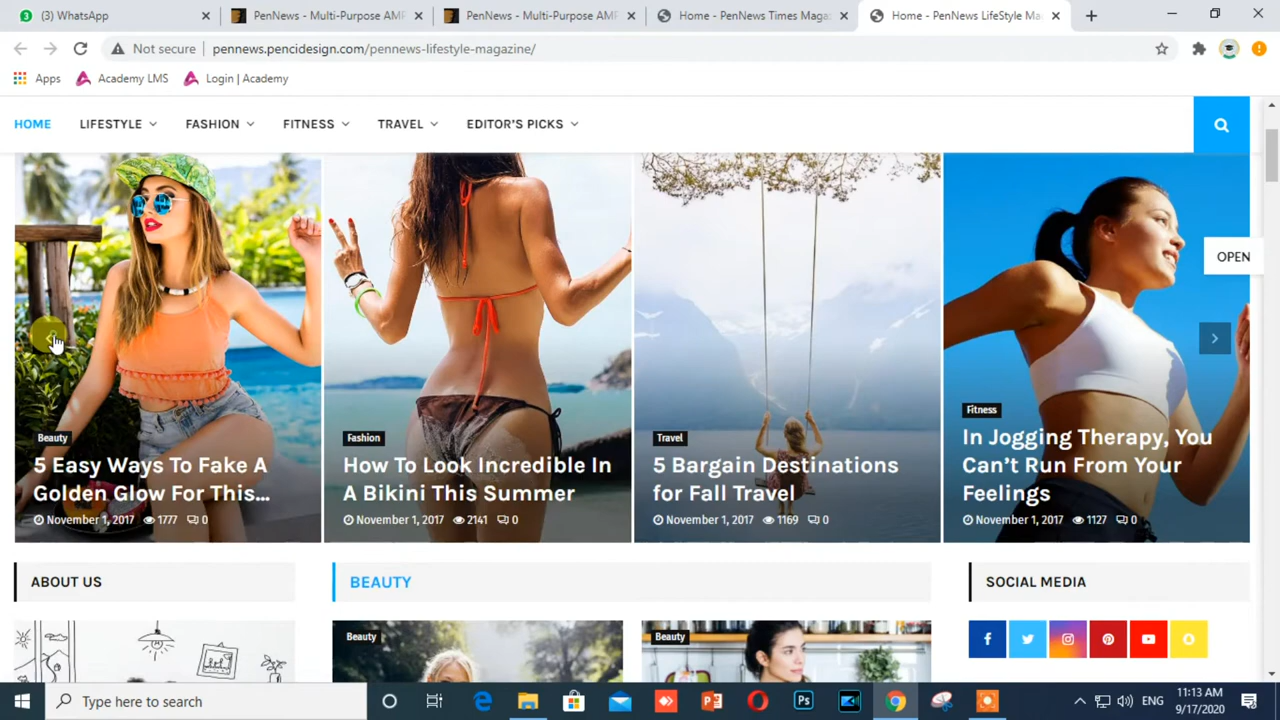 3
(3) WhatsApp
PenNews - Multi-Purpose AMP
PenNews - Multi-Purpose AMP
Home - PenNews Times Magaz
Home - PenNews LifeStyle Ma
Not secure
pennews.pencidesign.com/pennews-lifestyle-magazine/
Apps
Academy LMS
Login | Academy
HOME
LIFESTYLE
FASHION
FITNESS
TRAVEL
EDITOR'S PICKS
OPEN
Beauty
5 Easy Ways To Fake A
Golden Glow For This...
November 1, 2017 1777 0
Fashion
How To Look Incredible In
A Bikini This Summer
November 1, 2017 2141 0
Travel
5 Bargain Destinations
for Fall Travel
November 1, 2017 1169 0
Fitness
In Jogging Therapy, You
Can't Run From Your
Feelings
November 1, 2017 1127 0
ABOUT US
BEAUTY
SOCIAL MEDIA
Beauty
Beauty
Type here to search
Ps
ENG
11:13 AM
9/17/2020